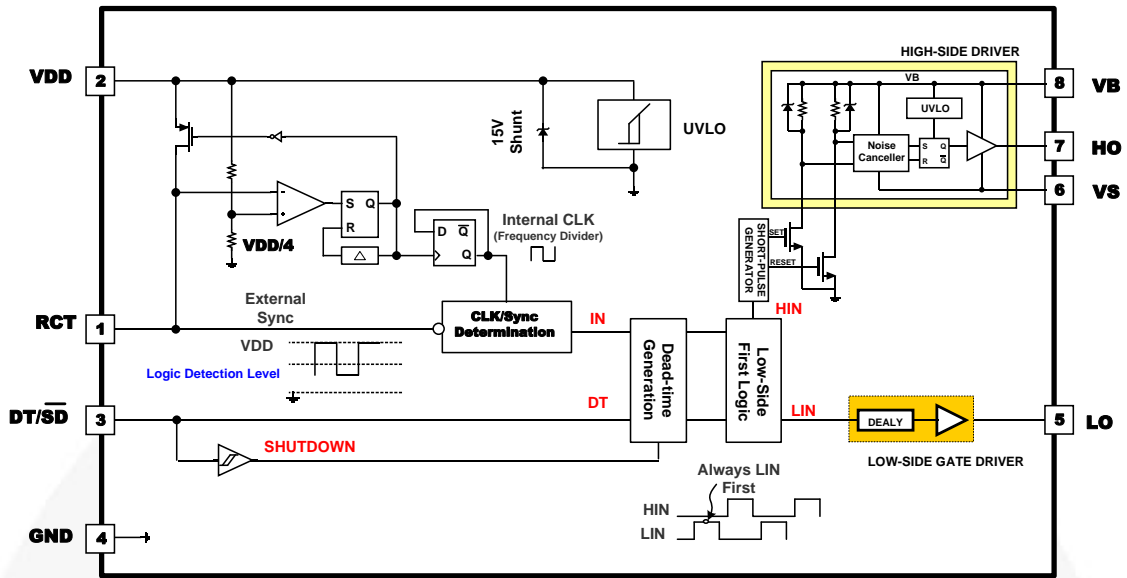 HIGH-SIDE DRIVER
VDD
2
VB
8
VB
UVLO
UVLO
15V
Shunt
7
HO
Noise
Canceller
S
Q
R
Q
6
VS
-
+
S
Q
R
VDD/4
△
D
Q
Q
Internal CLK
(Frequency Divider)
SHORT-PULSE
GENERATOR
SET
RESET
HIN
RCT
1
External
Sync
CLK/Sync
Determination
IN
VDD
Logic Detection Level
Dead-time
Generation
Low-Side
First Logic
DT/SD
3
DT
LIN
DEALY
5
LO
SHUTDOWN
LOW-SIDE GATE DRIVER
Always LIN
First
HIN
LIN
GND
4